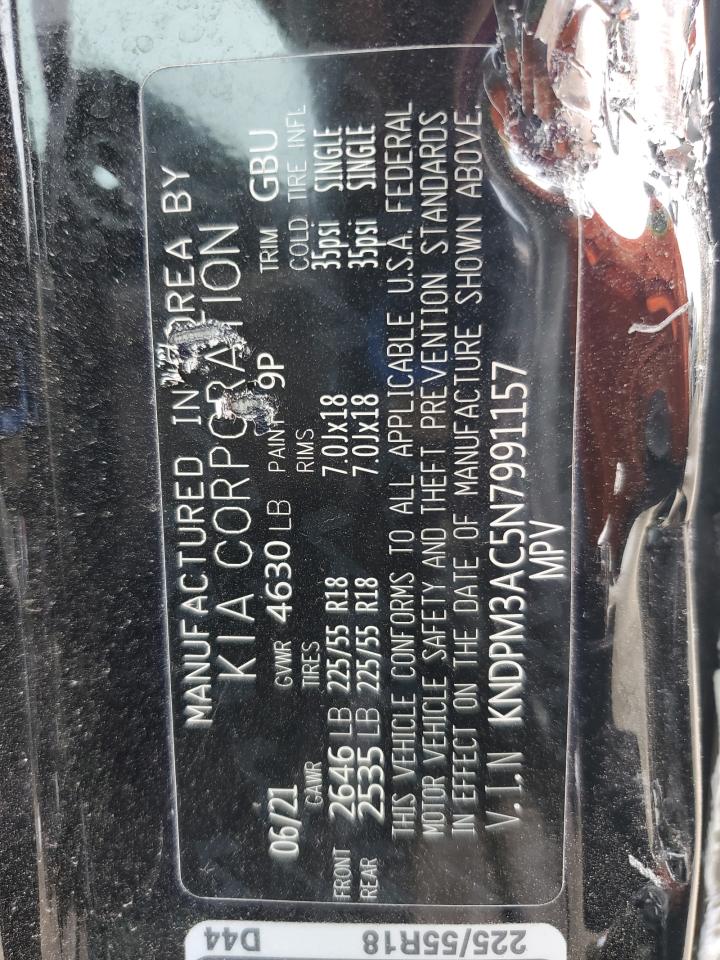 MANUFACTURED IN KOREA BY
KIA CORPORATION
06/21 GVWR 4630 LB PAINT 9P TRIM GBU
GAWR TIRES RIMS COLD TIRE INFL
FRONT 2646 LB 225/55 R18 7.0Jx18 35psi SINGLE
REAR 2535 LB 225/55 R18 7.0Jx18 35psi SINGLE
THIS VEHICLE CONFORMS TO ALL APPLICABLE U.S.A. FEDERAL
MOTOR VEHICLE SAFETY AND THEFT PREVENTION STANDARDS
IN EFFECT ON THE DATE OF MANUFACTURE SHOWN ABOVE
V.I.N KNDPM3AC5N7991157
MPV
D44
225/55R18